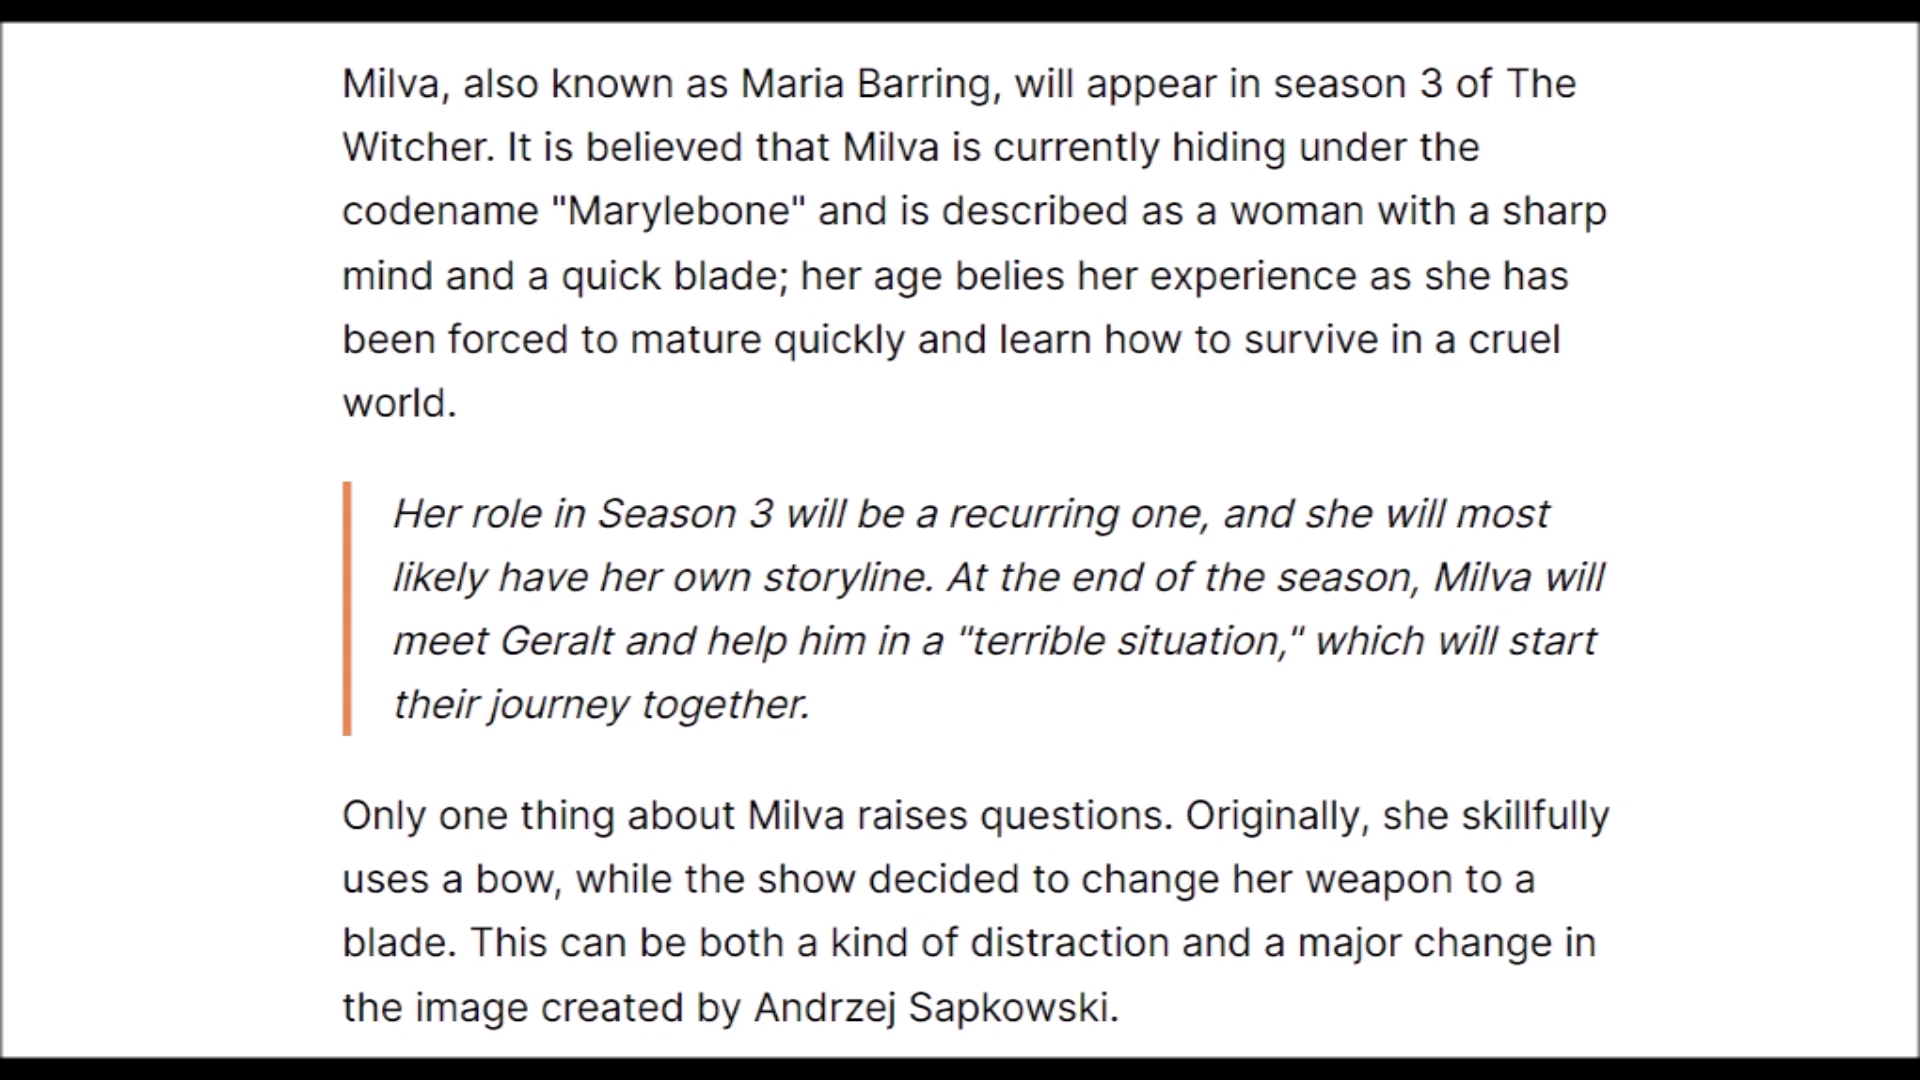 Milva, also known as Maria Barring, will appear in season 3 of The
Witcher. It is believed that Milva is currently hiding under the
codename "Marylebone" and is described as a woman with a sharp
mind and a quick blade; her age belies her experience as she has
been forced to mature quickly and learn how to survive in a cruel
world.
Her role in Season 3 will be a recurring one, and she will most
likely have her own storyline. At the end of the season, Milva will
meet Geralt and help him in a "terrible situation," which will start
their journey together.
Only one thing about Milva raises questions. Originally, she skillfully
uses a bow, while the show decided to change her weapon to a
blade. This can be both a kind of distraction and a major change in
the image created by Andrzej Sapkowski.